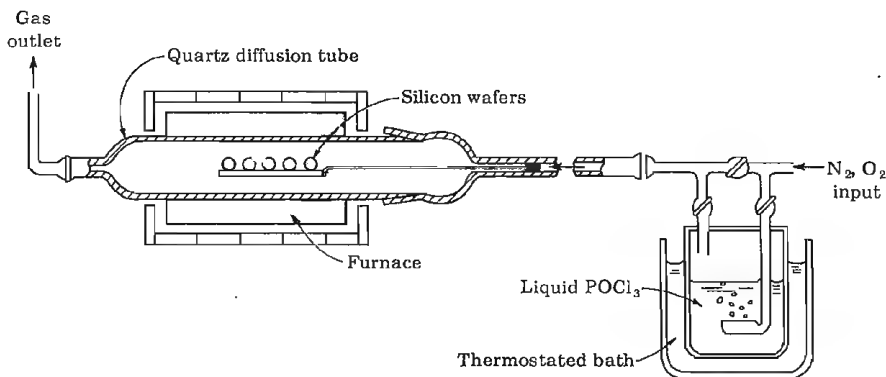 Gas
outlet
Quartz diffusion tube
Silicon wafers
N₂, O₂
input
Furnace
Liquid POCl₃
Thermostated bath